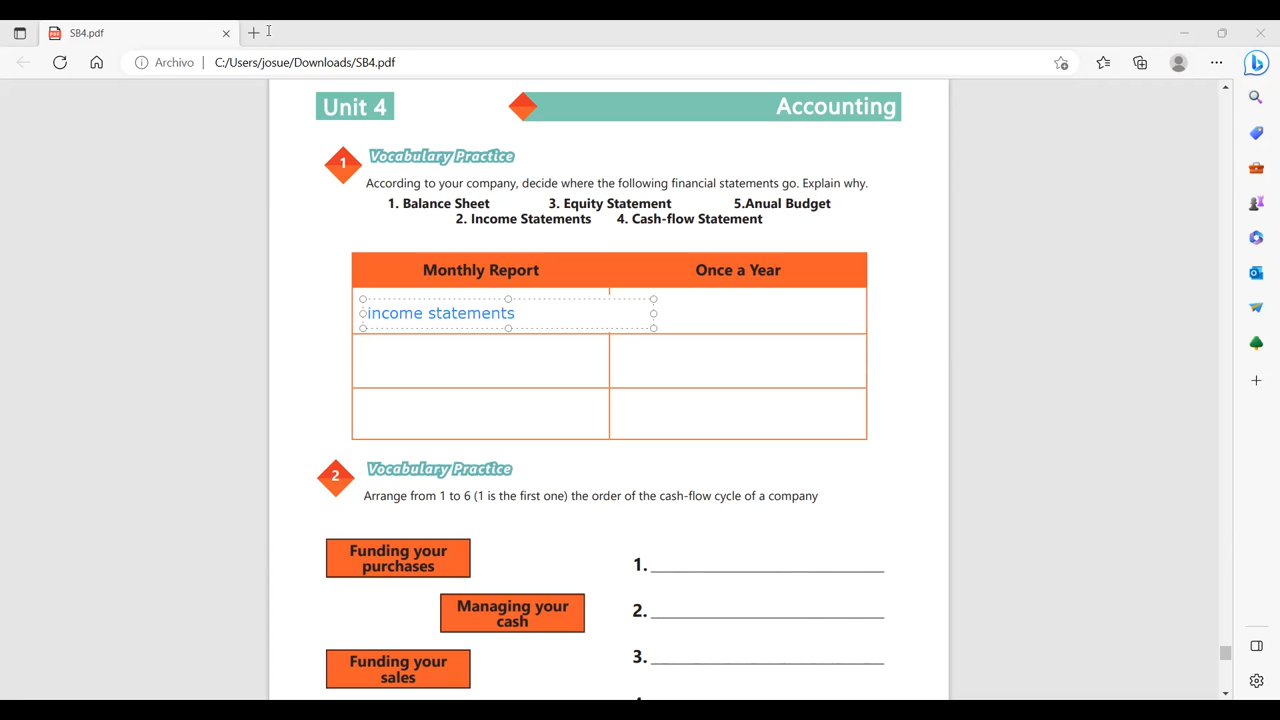 SB4.pdf
Archivo | C:/Users/josue/Downloads/SB4.pdf
Unit 4
Accounting
1 Vocabulary Practice
According to your company, decide where the following financial statements go. Explain why.
1. Balance Sheet 3. Equity Statement 5.Anual Budget
2. Income Statements 4. Cash-flow Statement
Monthly Report Once a Year
income statements
2 Vocabulary Practice
Arrange from 1 to 6 (1 is the first one) the order of the cash-flow cycle of a company
Funding your
purchases
1.
Managing your
cash
2.
Funding your
sales
3.